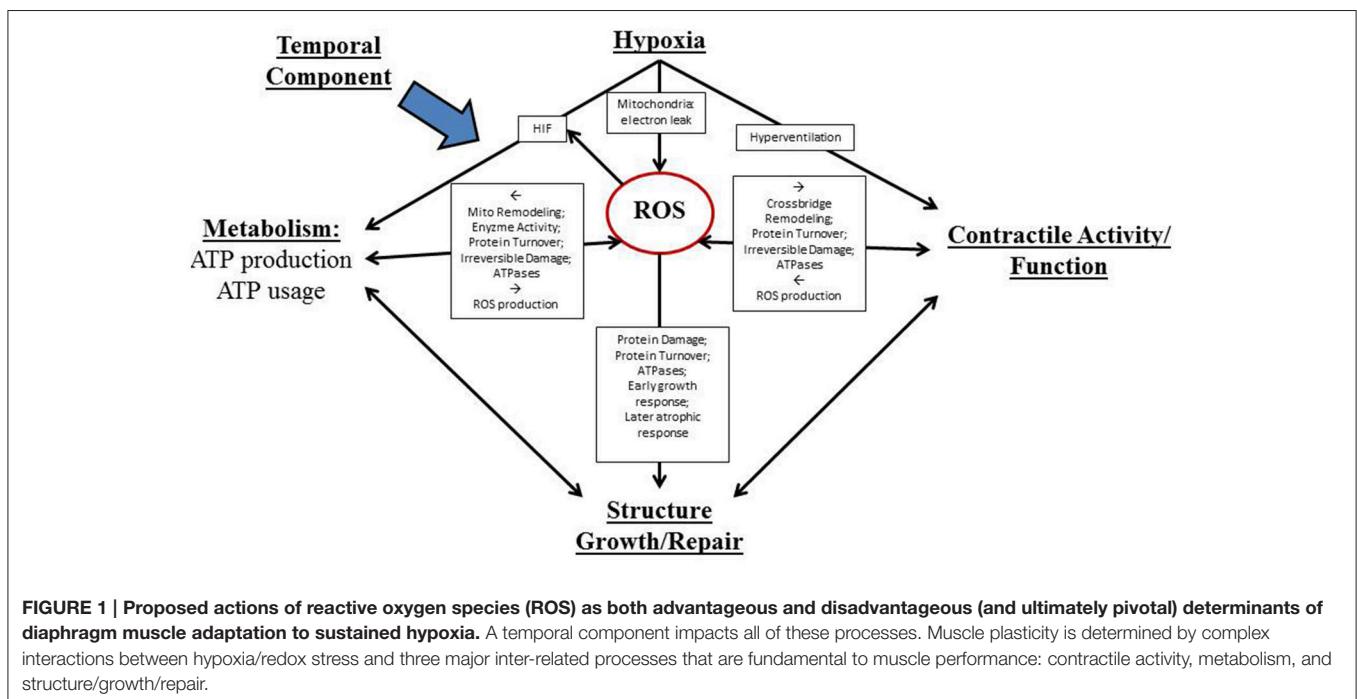 Temporal
Component
Hypoxia
HIF
Mitochondria:
electron leak
Hyperventilation
ROS
←
Mito Remodeling;
Enyzme Activity;
Protein Turnover;
Irreversible Damage;
ATPases
→
ROS production
→
Crossbridge
Remodeling;
Protein Turnover;
Irreversible Damage;
ATPases
←
ROS production
Metabolism:
ATP production
ATP usage
Contractile Activity/
Function
Protein Damage;
Protein Turnover;
ATPases;
Early growth
response;
Later atrophic
response
Structure
Growth/Repair
FIGURE 1 | Proposed actions of reactive oxygen species (ROS) as both advantageous and disadvantageous (and ultimately pivotal) determinants of
diaphragm muscle adaptation to sustained hypoxia. A temporal component impacts all of these processes. Muscle plasticity is determined by complex
interactions between hypoxia/redox stress and three major inter-related processes that are fundamental to muscle performance: contractile activity, metabolism, and
structure/growth/repair.